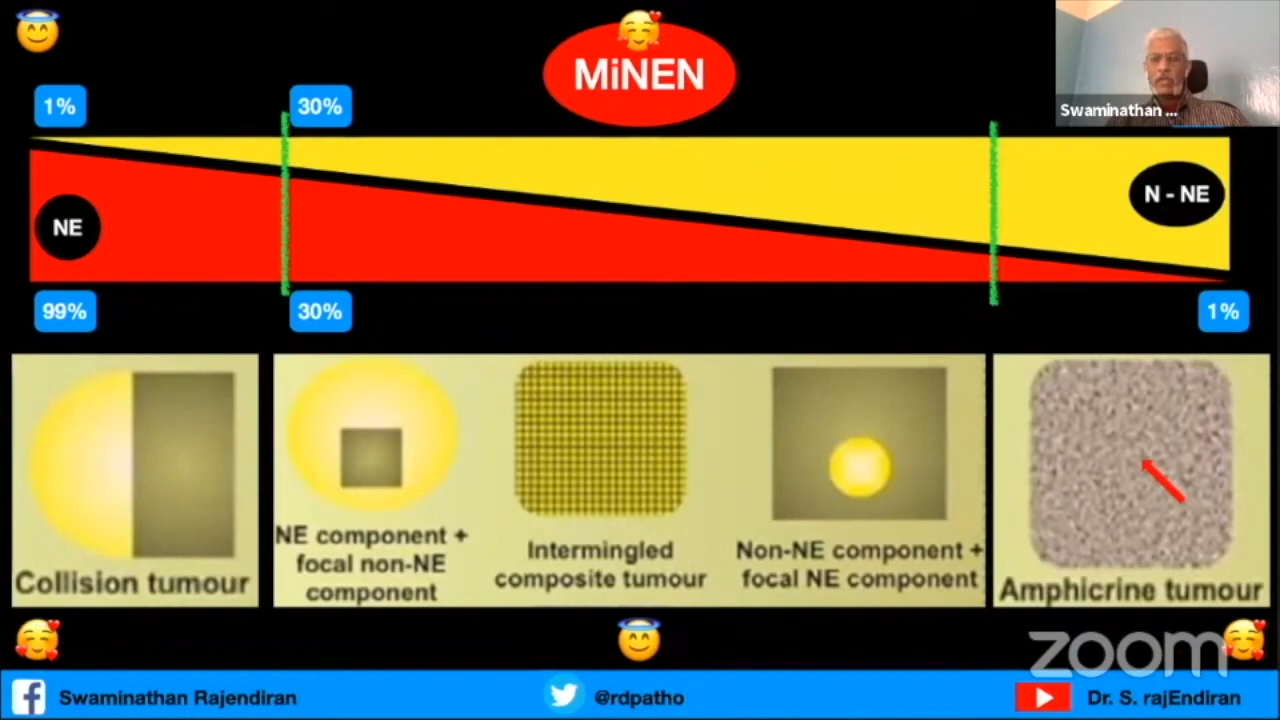 MiNEN
Swaminathan ...
1%
30%
NE
N - NE
99%
30%
1%
Collision tumour
NE component +
focal non-NE
component
Intermingled
composite tumour
Non-NE component +
focal NE component
Amphicrine tumour
zoom
Swaminathan Rajendiran
@rdpatho
Dr. S. rajEndiran